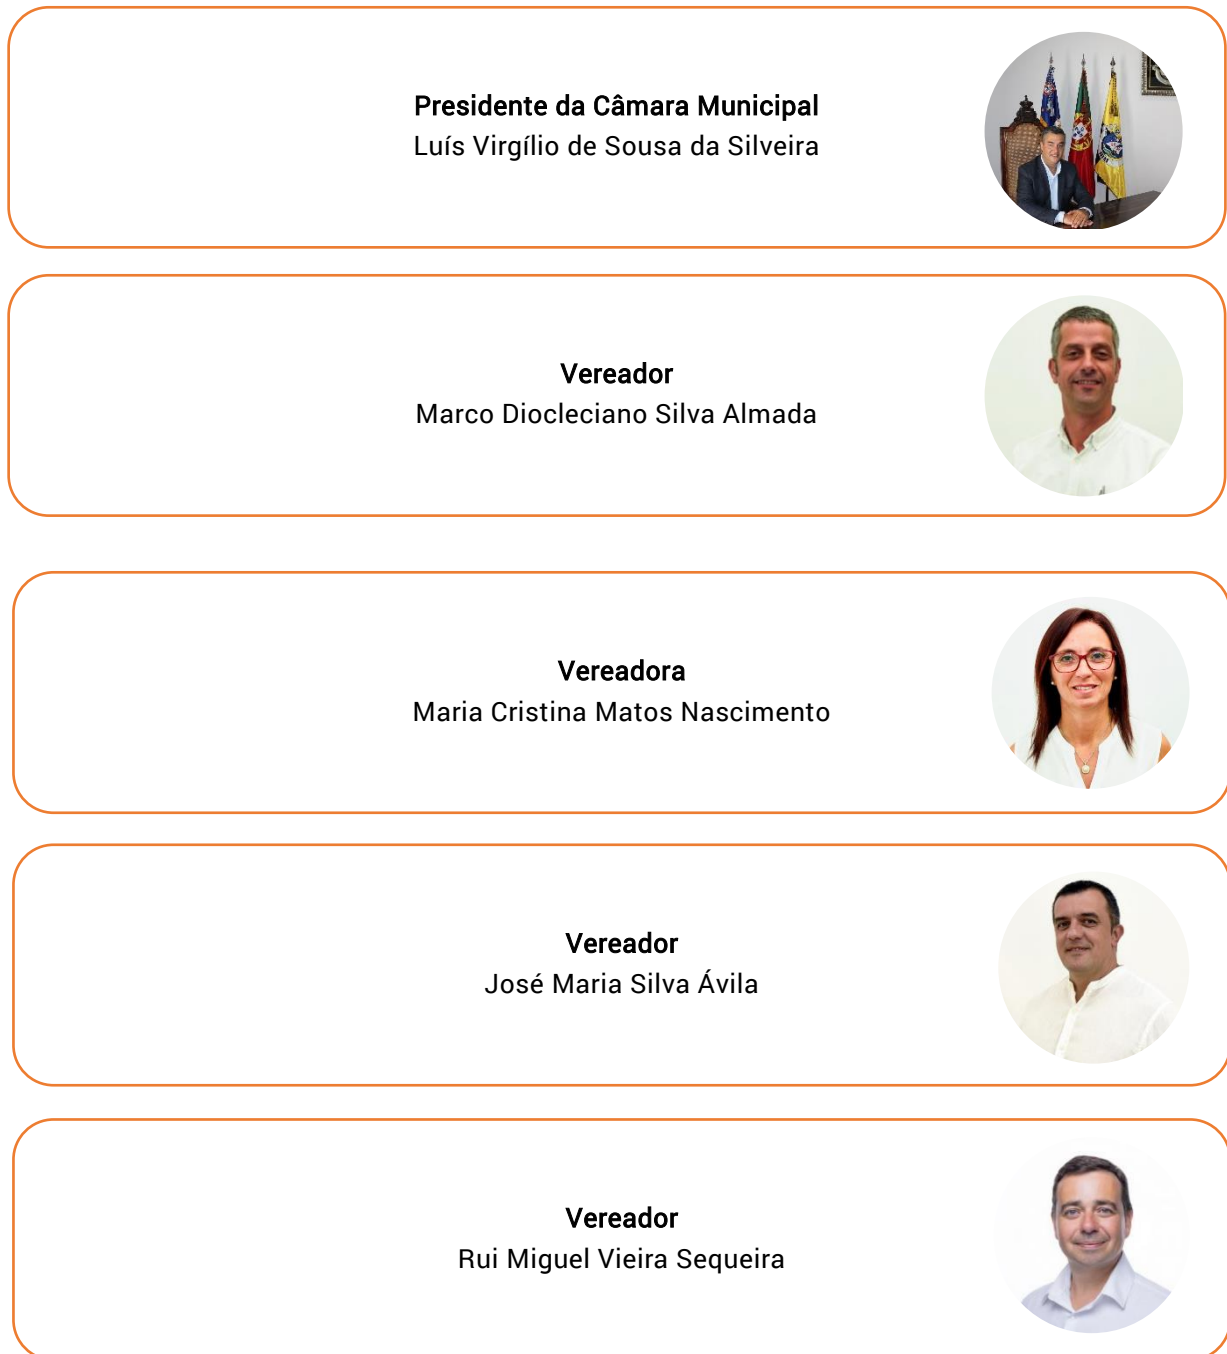 Presidente da Câmara Municipal
Luís Virgílio de Sousa da Silveira
Vereador
Marco Diocleciano Silva Almada
Vereadora
Maria Cristina Matos Nascimento
Vereador
José Maria Silva Ávila
Vereador
Rui Miguel Vieira Sequeira